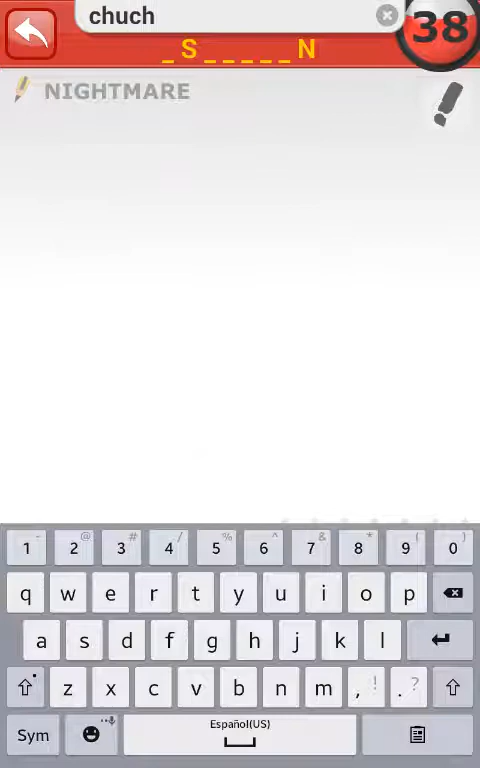 chuch
38
_ S _ _ _ _ _ N
NIGHTMARE
- @ # / % ^ & * ( )
1 2 3 4 5 6 7 8 9 0
q w e r t y u i o p
a s d f g h j k l
z x c v b n m , ! . ?
Sym Español(US)